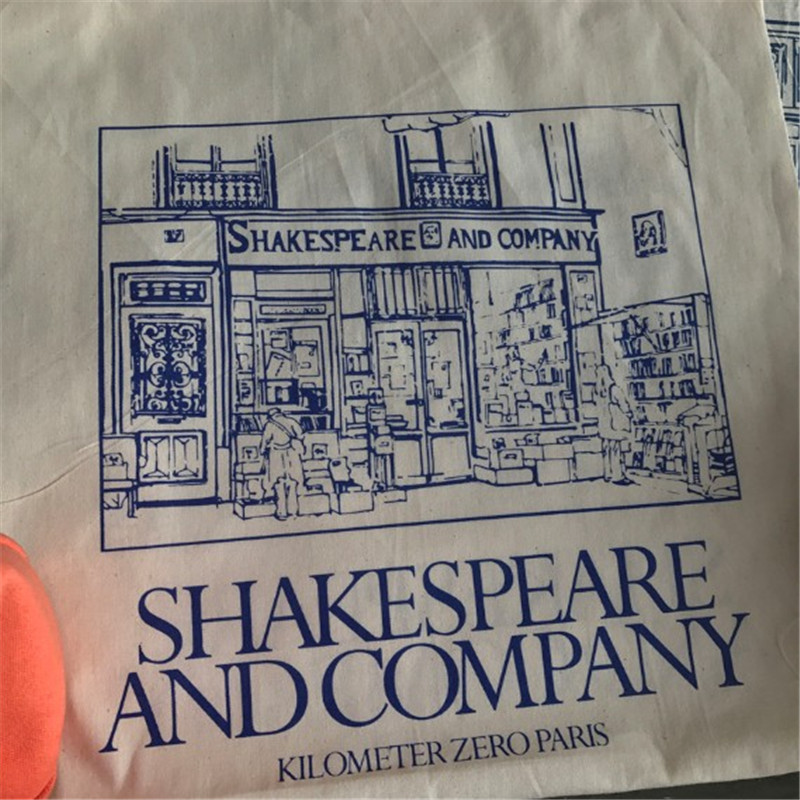 SHAKESPEARE AND COMPANY
SHAKESPEARE
AND COMPANY
KILOMETER ZERO PARIS